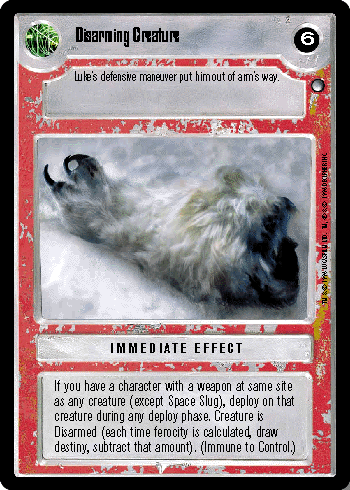 Disarming Creature
6
Luke's defensive maneuver put him out of arm's way.
IMMEDIATE EFFECT
If you have a character with a weapon at same site
as any creature (except Space Slug), deploy on that
creature during any deploy phase. Creature is
Disarmed (each time ferocity is calculated, draw
destiny, subtract that amount). (Immune to Control.)